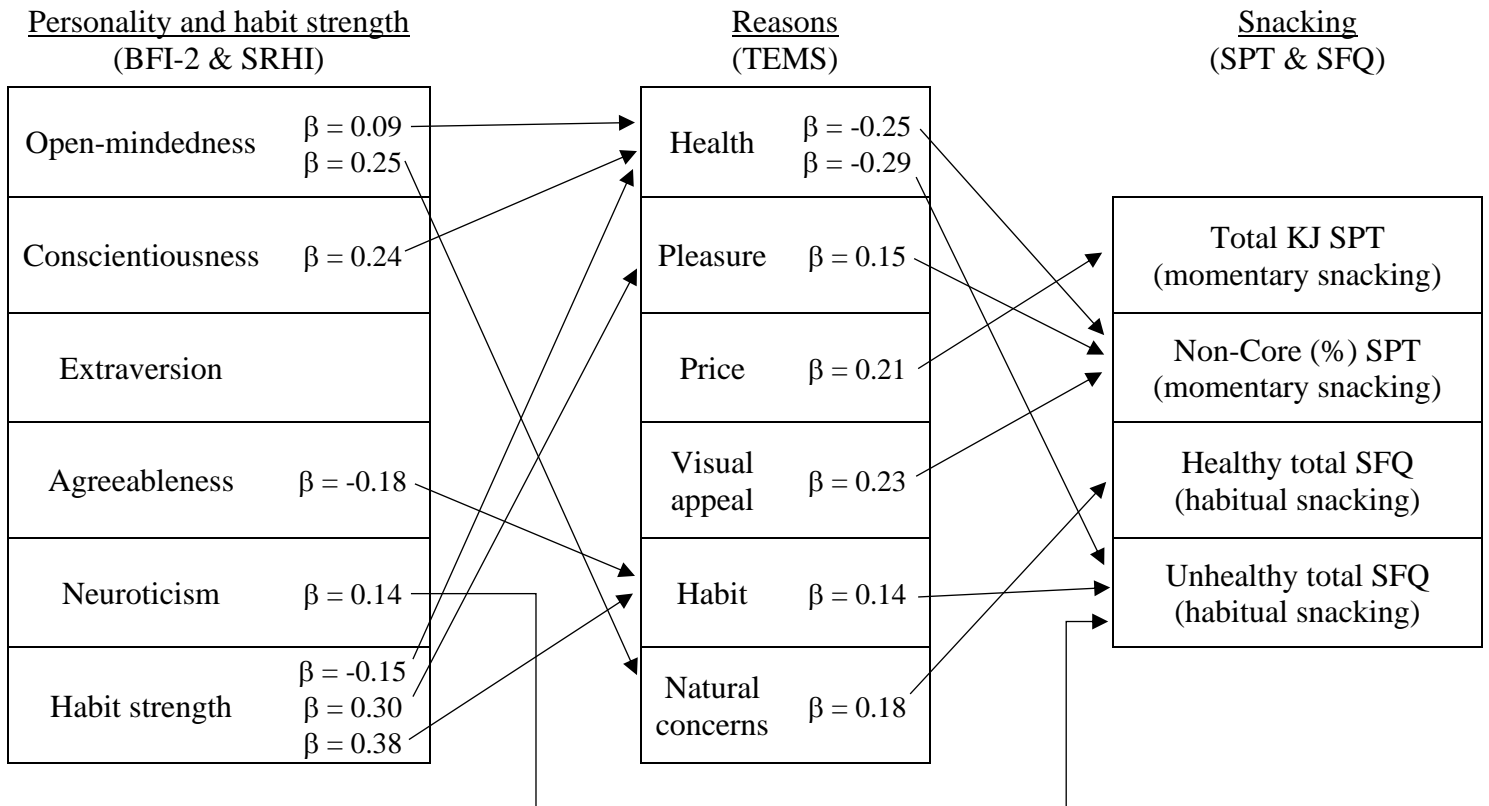 Personality and habit strength
(BFI-2 & SRHI)
Open-mindedness
β = 0.09
β = 0.25
Conscientiousness
β = 0.24
Extraversion
Agreeableness
β = -0.18
Neuroticism
β = 0.14
Habit strength
β = -0.15
β = 0.30
β = 0.38
Reasons
(TEMS)
Health
β = -0.25
β = -0.29
Pleasure
β = 0.15
Price
β = 0.21
Visual
appeal
β = 0.23
Habit
β = 0.14
Natural
concerns
β = 0.18
Snacking
(SPT & SFQ)
Total KJ SPT
(momentary snacking)
Non-Core (%) SPT
(momentary snacking)
Healthy total SFQ
(habitual snacking)
Unhealthy total SFQ
(habitual snacking)